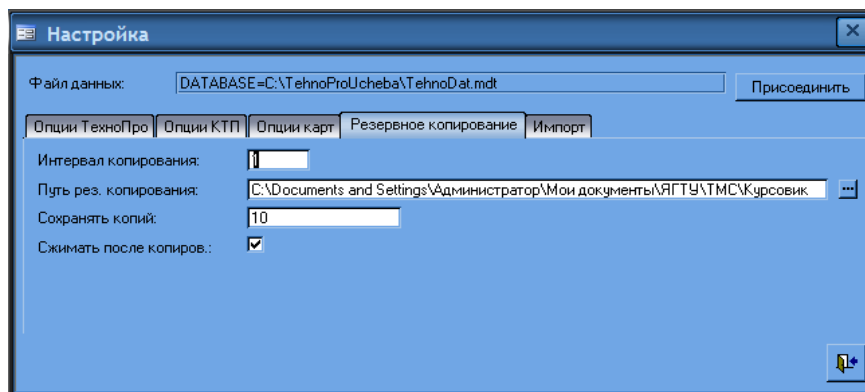 Настройка
Файл данных: DATABASE=C:\TehnoProUcheba\TehnoDat.mdt Присоединить
Опции ТехноПро Опции КТП Опции карт Резервное копирование Импорт
Интервал копирования: 1
Путь рез. копирования: C:\Documents and Settings\Администратор\Мои документы\ЯГТУ\ТМС\Курсовик ...
Сохранять копий: 10
Сжимать после копиров.: